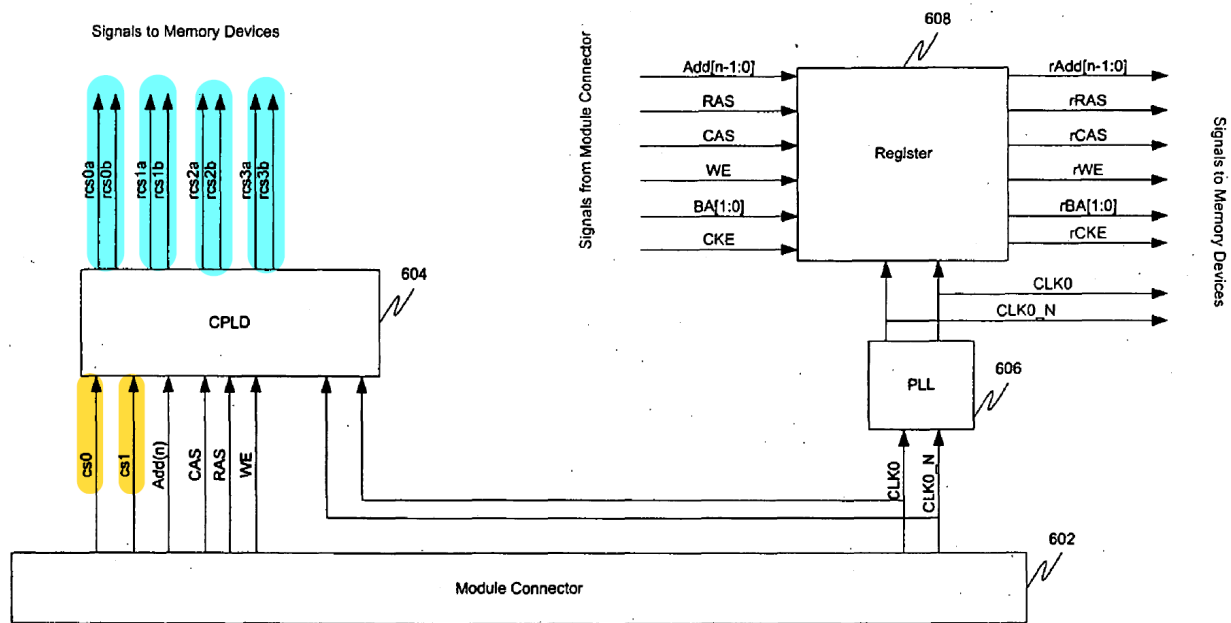 Signals to Memory Devices
rcs0a
rcs0b
rcs1a
rcs1b
rcs2a
rcs2b
rcs3a
rcs3b
604
CPLD
cs0
cs1
Add(n)
CAS
RAS
WE
Signals from Module Connector
608
Add[n-1:0]
RAS
CAS
WE
BA[1:0]
CKE
Register
rAdd[n-1:0]
rRAS
rCAS
rWE
rBA[1:0]
rCKE
Signals to Memory Devices
CLK0
CLK0_N
PLL
606
CLK0
CLK0_N
602
Module Connector